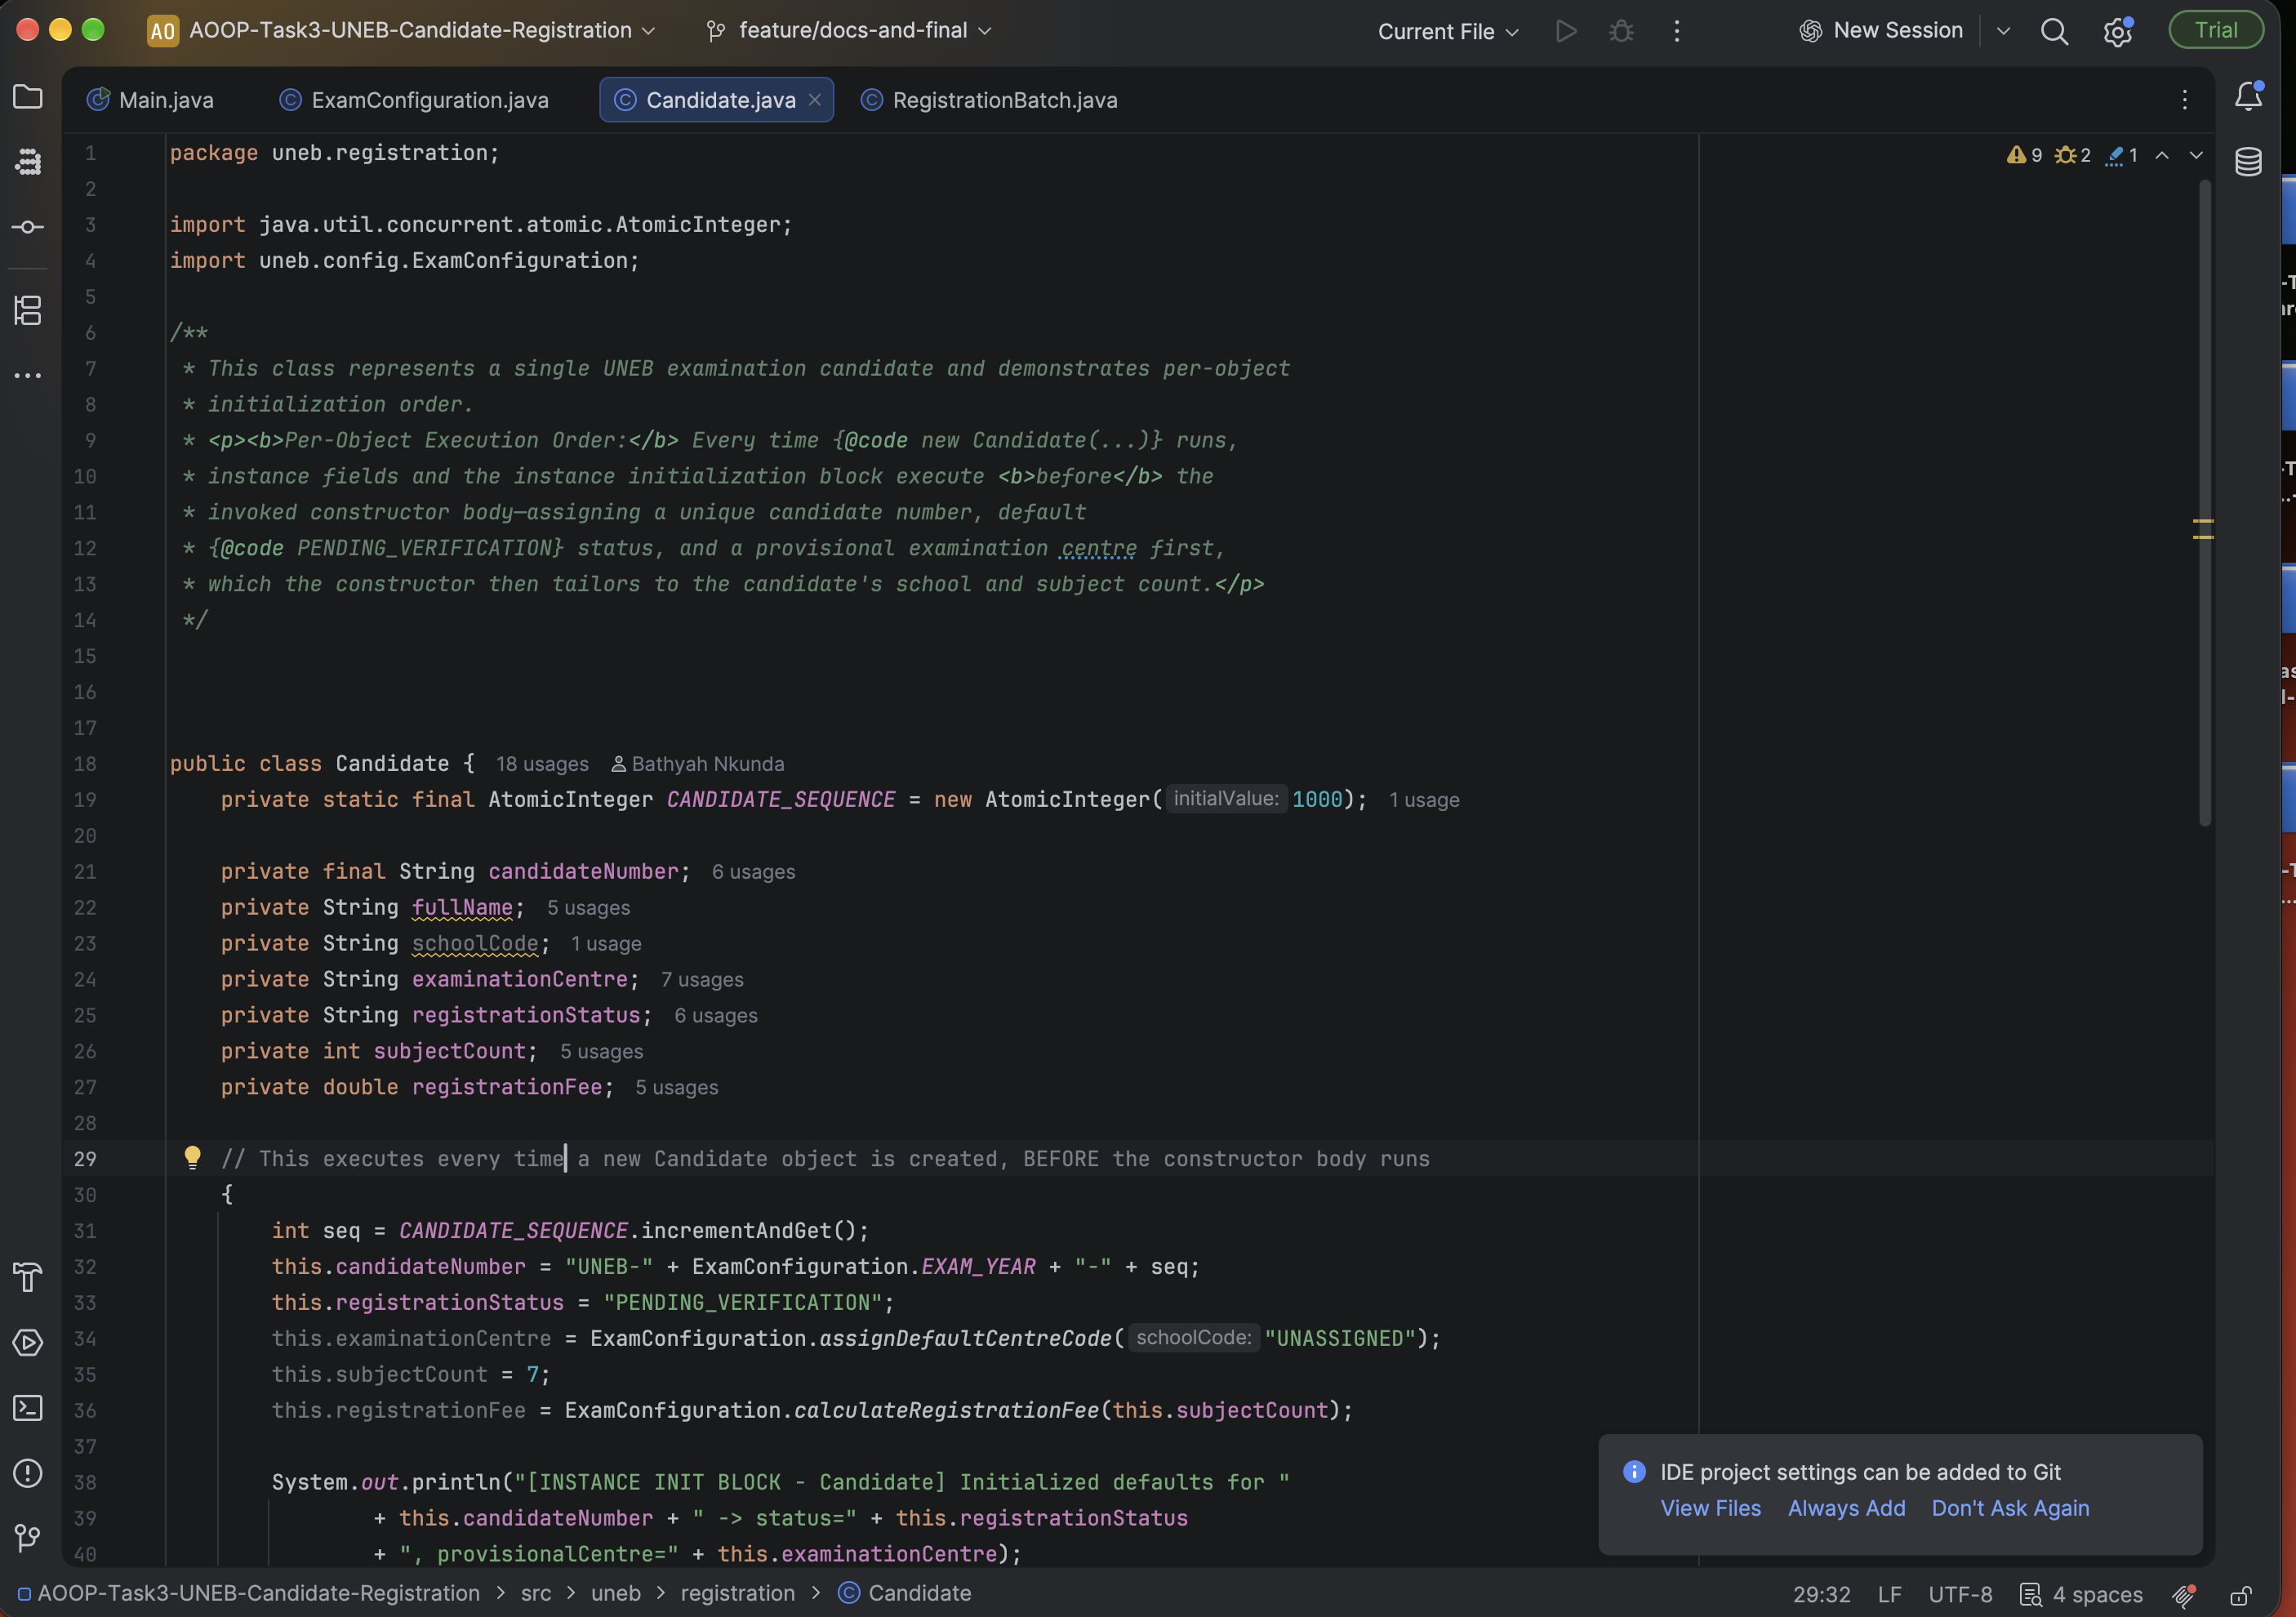 AO AOOP-Task3-UNEB-Candidate-Registration feature/docs-and-final Current File New Session Trial
Main.java ExamConfiguration.java Candidate.java RegistrationBatch.java
9 2 1
1 package uneb.registration;
2
3 import java.util.concurrent.atomic.AtomicInteger;
4 import uneb.config.ExamConfiguration;
5
6 /**
7 * This class represents a single UNEB examination candidate and demonstrates per-object
8 * initialization order.
9 * <p><b>Per-Object Execution Order:</b> Every time {@code new Candidate(...)} runs,
10 * instance fields and the instance initialization block execute <b>before</b> the
11 * invoked constructor body—assigning a unique candidate number, default
12 * {@code PENDING_VERIFICATION} status, and a provisional examination centre first,
13 * which the constructor then tailors to the candidate's school and subject count.</p>
14 */
15
16
17
18 public class Candidate { 18 usages Bathyah Nkunda
19 private static final AtomicInteger CANDIDATE_SEQUENCE = new AtomicInteger( initialValue: 1000); 1 usage
20
21 private final String candidateNumber; 6 usages
22 private String fullName; 5 usages
23 private String schoolCode; 1 usage
24 private String examinationCentre; 7 usages
25 private String registrationStatus; 6 usages
26 private int subjectCount; 5 usages
27 private double registrationFee; 5 usages
28
29 // This executes every time a new Candidate object is created, BEFORE the constructor body runs
30 {
31 int seq = CANDIDATE_SEQUENCE.incrementAndGet();
32 this.candidateNumber = "UNEB-" + ExamConfiguration.EXAM_YEAR + "-" + seq;
33 this.registrationStatus = "PENDING_VERIFICATION";
34 this.examinationCentre = ExamConfiguration.assignDefaultCentreCode( schoolCode: "UNASSIGNED");
35 this.subjectCount = 7;
36 this.registrationFee = ExamConfiguration.calculateRegistrationFee(this.subjectCount);
37
38 System.out.println("[INSTANCE INIT BLOCK - Candidate] Initialized defaults for "
39 + this.candidateNumber + " -> status=" + this.registrationStatus
40 + ", provisionalCentre=" + this.examinationCentre);
IDE project settings can be added to Git
View Files Always Add Don't Ask Again
AOOP-Task3-UNEB-Candidate-Registration > src > uneb > registration > Candidate 29:32 LF UTF-8 4 spaces